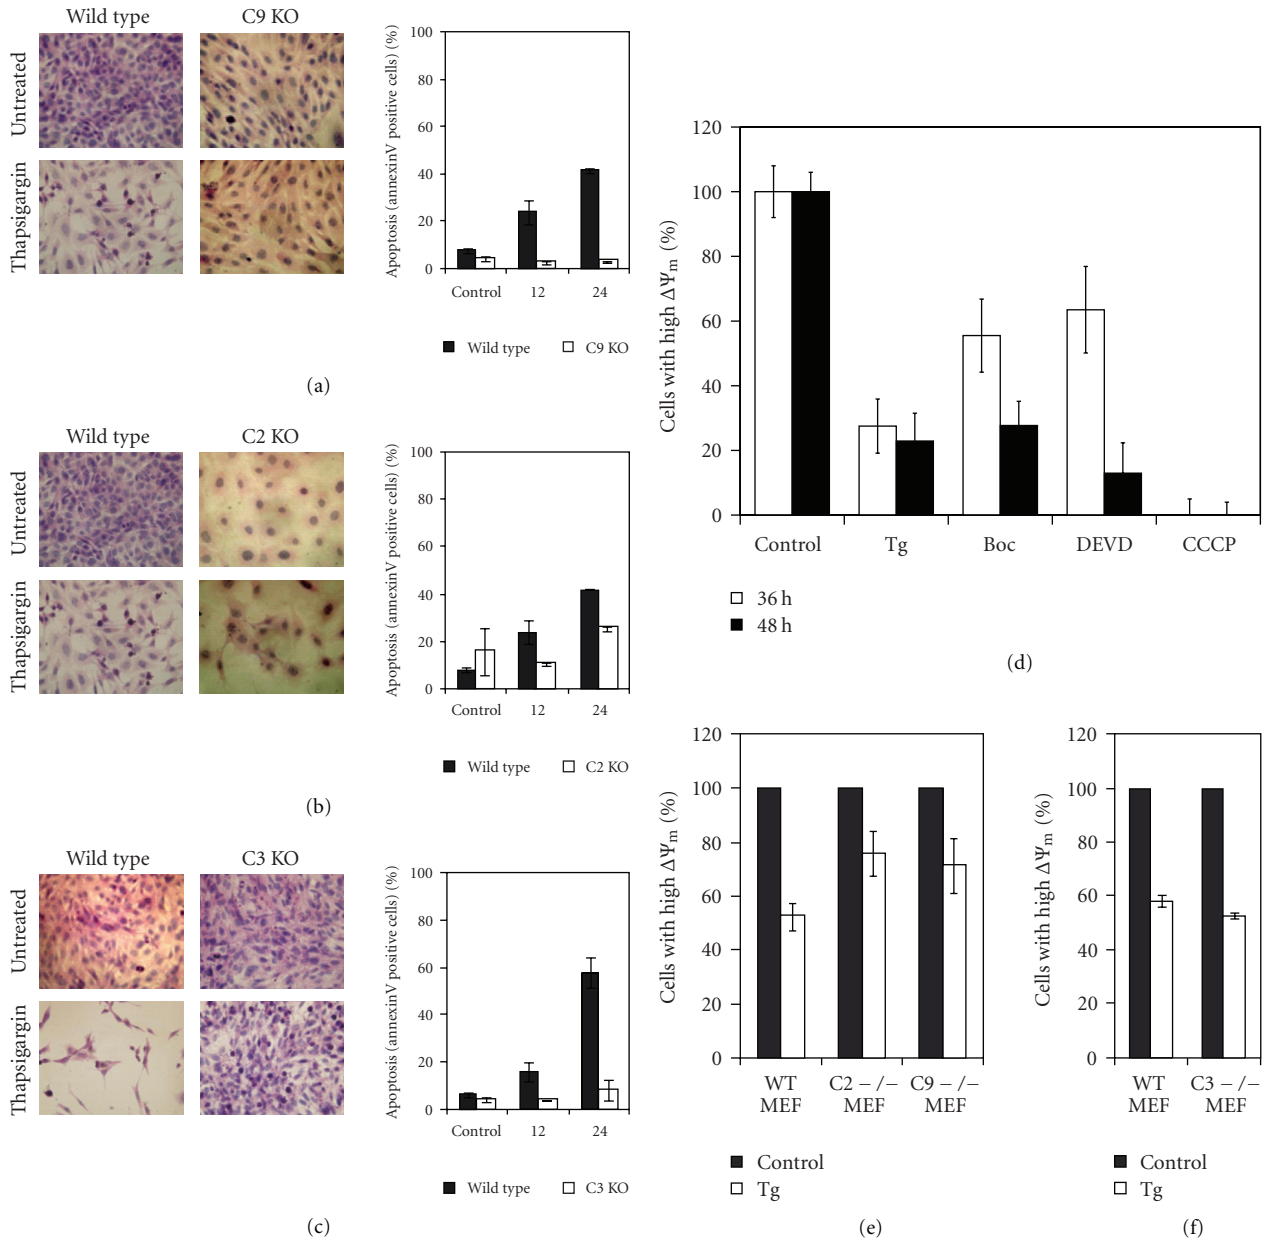 Wild type
C9 KO
Untreated
Thapsigargin
Apoptosis (annexinV positive cells) (%)
100
80
60
40
20
0
Control
12
24
Wild type
C9 KO
(a)
Wild type
C2 KO
Untreated
Thapsigargin
Apoptosis (annexinV positive cells) (%)
100
80
60
40
20
0
Control
12
24
Wild type
C2 KO
(b)
Wild type
C3 KO
Untreated
Thapsigargin
Apoptosis (annexinV positive cells) (%)
100
80
60
40
20
0
Control
12
24
Wild type
C3 KO
(c)
Cells with high ΔΨm (%)
120
100
80
60
40
20
0
Control
Tg
Boc
DEVD
CCCP
36 h
48 h
(d)
Cells with high ΔΨm (%)
120
100
80
60
40
20
0
WT
MEF
C2 −/−
MEF
C9 −/−
MEF
Control
Tg
(e)
Cells with high ΔΨm (%)
120
100
80
60
40
20
0
WT
MEF
C3 −/−
MEF
Control
Tg
(f)